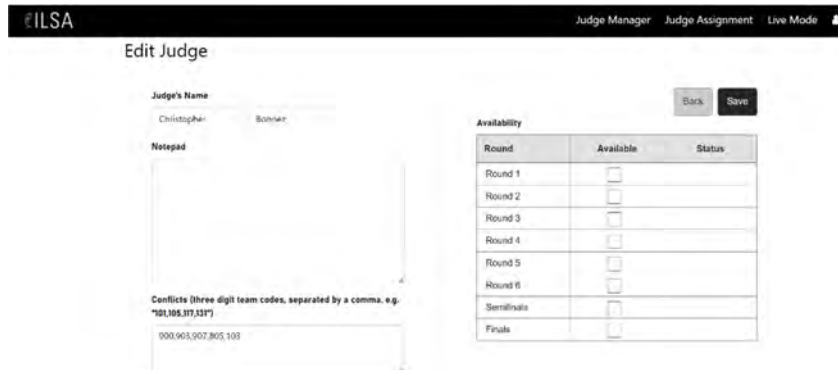 ILSA
Judge Manager Judge Assignment Live Mode
Edit Judge
Judge's Name
Christopher Bonner
Notepad
Conflicts (three digit team codes, separated by a comma. e.g.
"101,105,117,131")
900,903,907,805,103
Back Save
Availability
Round Available Status
Round 1
Round 2
Round 3
Round 4
Round 5
Round 6
Semifinals
Finals